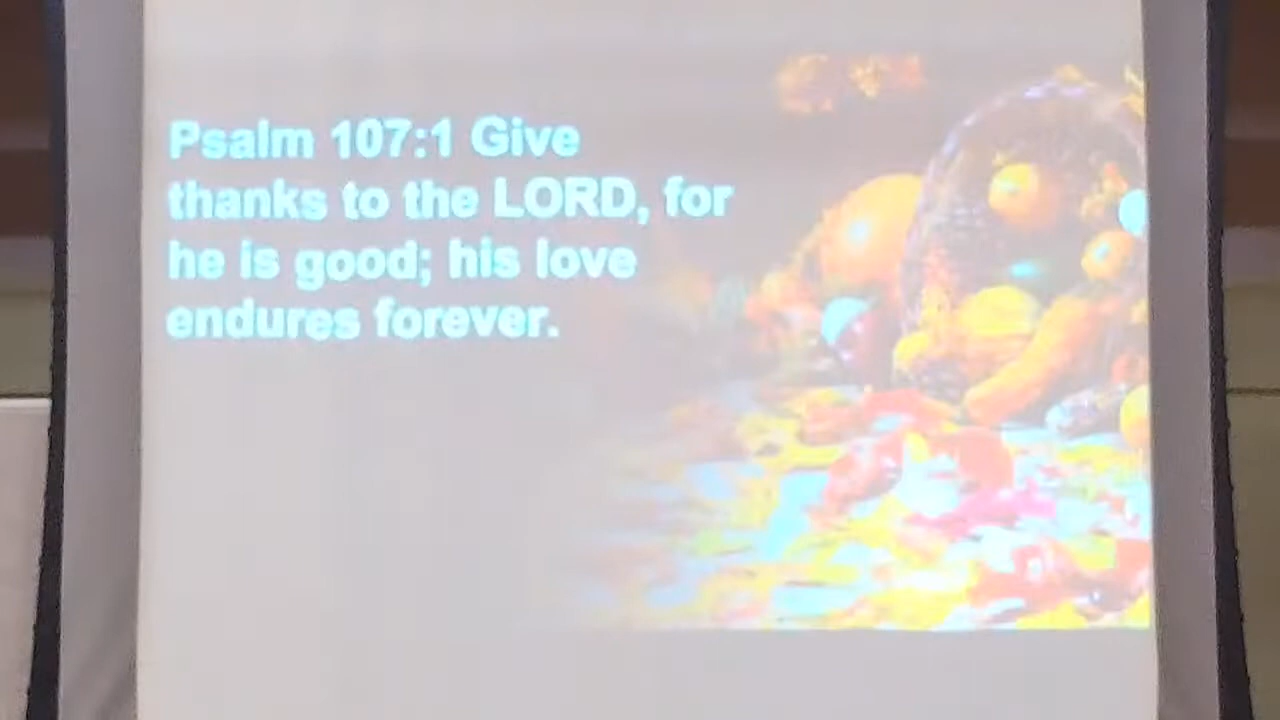 Psalm 107:1 Give
thanks to the LORD, for
he is good; his love
endures forever.